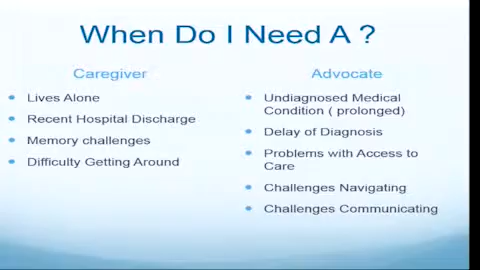 When Do I Need A ?
Caregiver
Lives Alone
Recent Hospital Discharge
Memory challenges
Difficulty Getting Around
Advocate
Undiagnosed Medical
Condition ( prolonged)
Delay of Diagnosis
Problems with Access to
Care
Challenges Navigating
Challenges Communicating